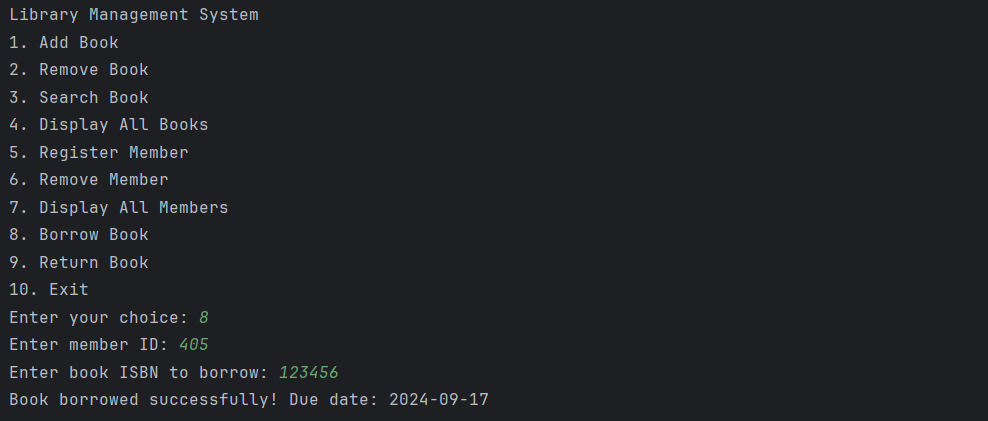 Library Management System
1. Add Book
2. Remove Book
3. Search Book
4. Display All Books
5. Register Member
6. Remove Member
7. Display All Members
8. Borrow Book
9. Return Book
10. Exit
Enter your choice: 8
Enter member ID: 405
Enter book ISBN to borrow: 123456
Book borrowed successfully! Due date: 2024-09-17